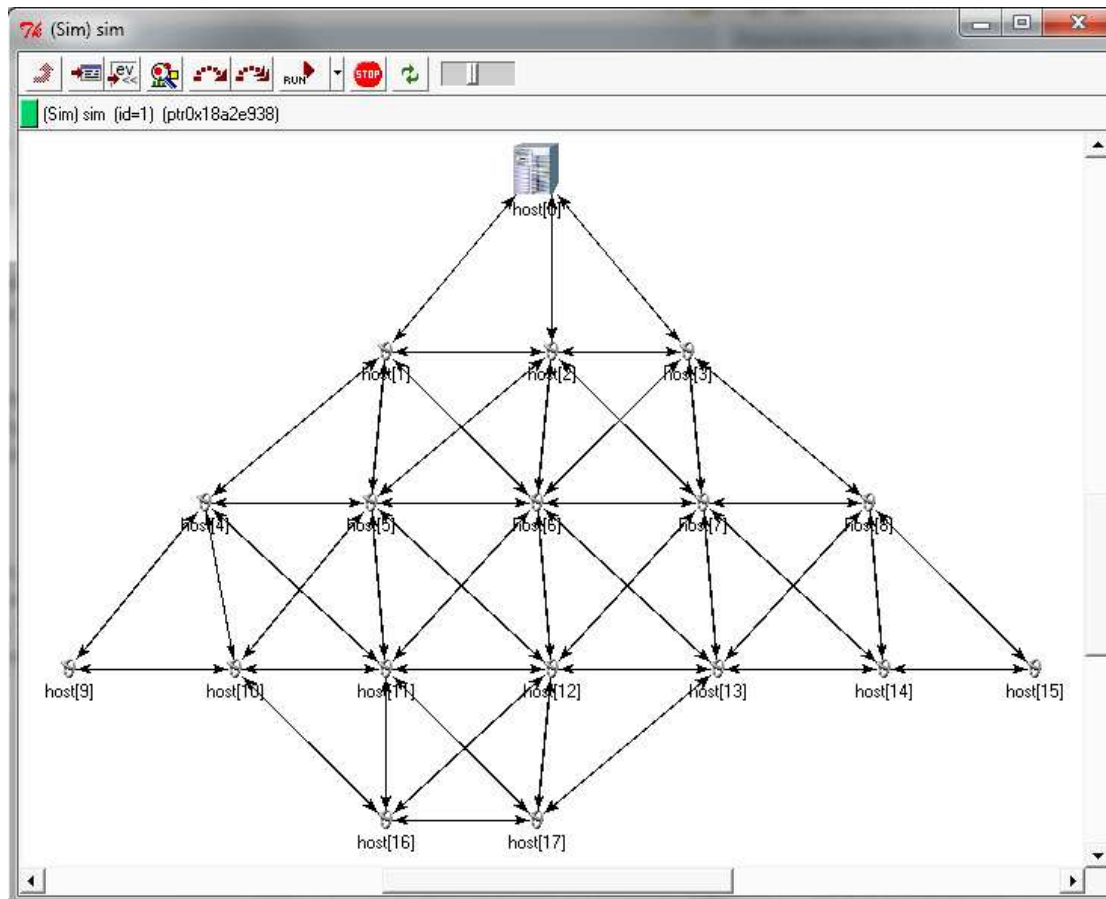 (Sim) sim
ev
<<
RUN
STOP
(Sim) sim (id=1) (ptr0x18a2e938)
host[0]
host[1] host[2] host[3]
host[4] host[5] host[6] host[7] host[8]
host[9] host[10] host[11] host[12] host[13] host[14] host[15]
host[16] host[17]